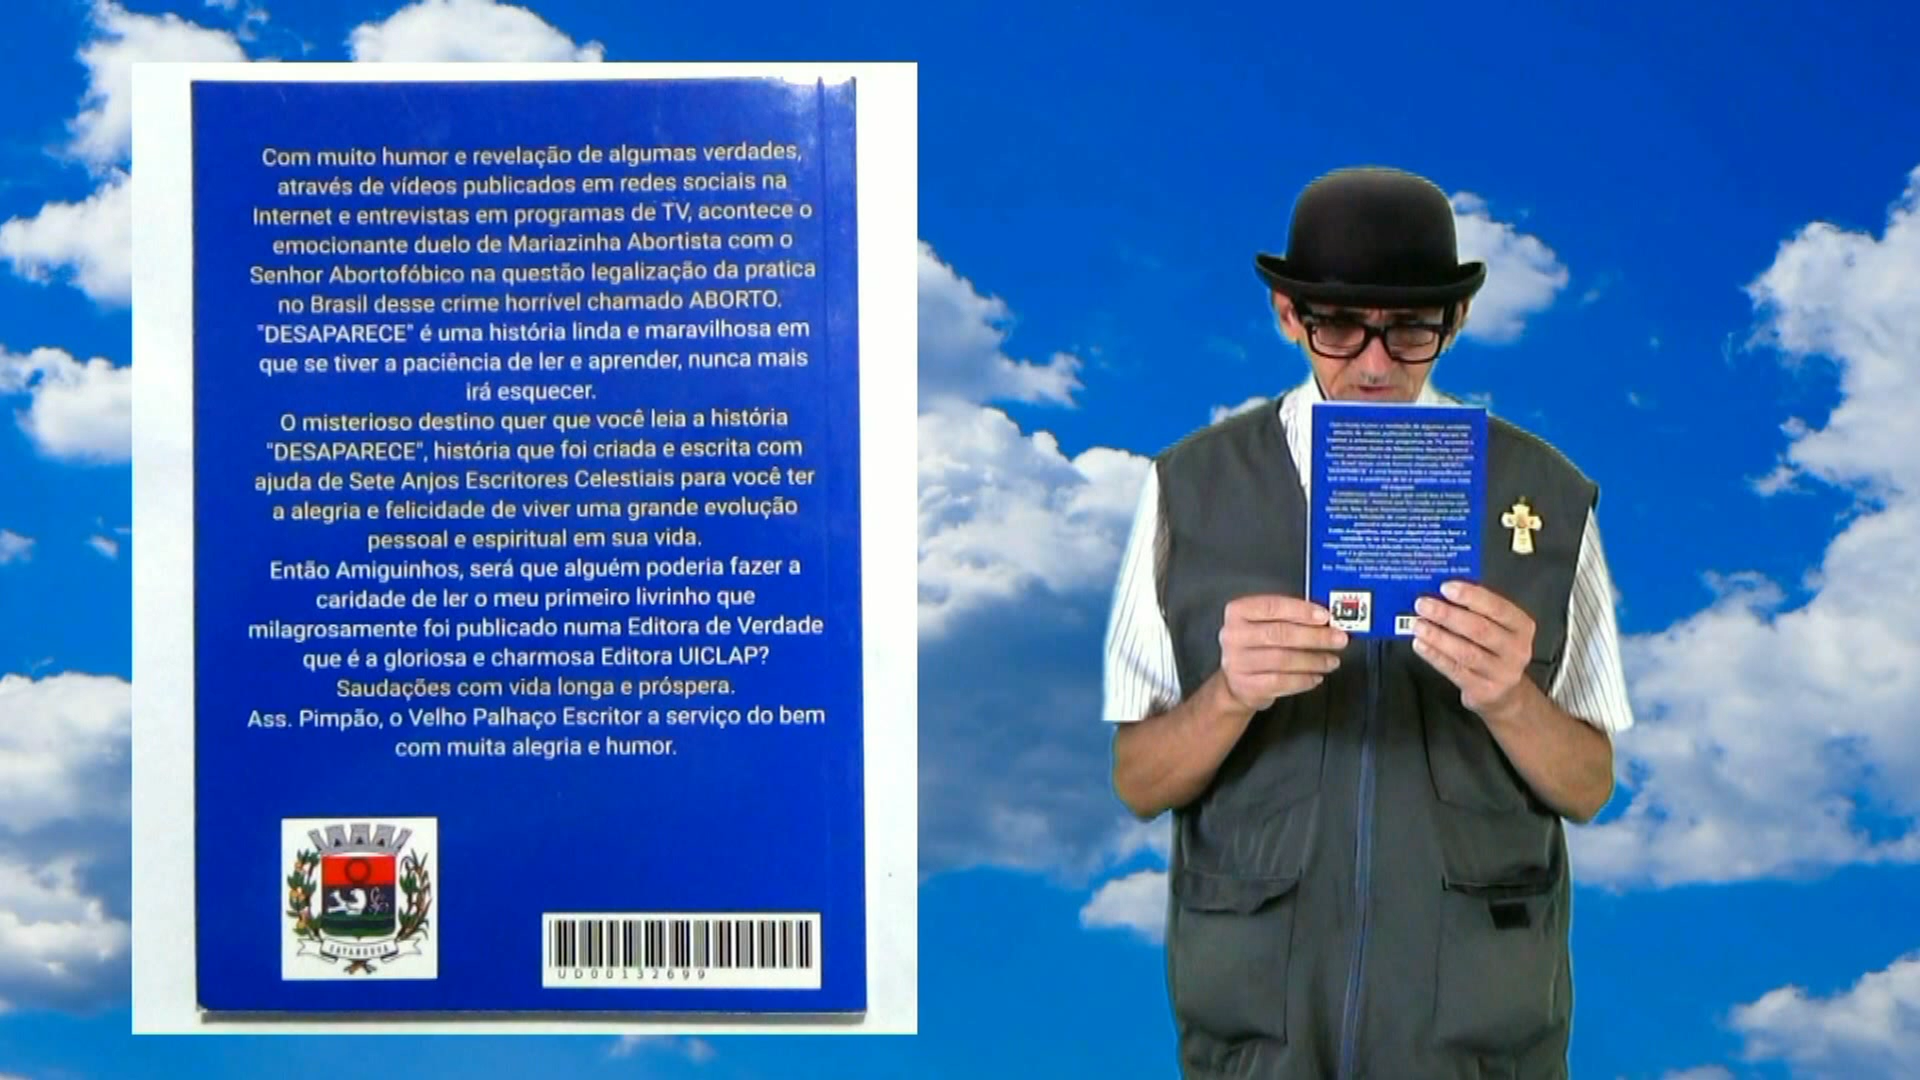 Com muito humor e revelação de algumas verdades,
através de vídeos publicados em redes sociais na
Internet e entrevistas em programas de TV, acontece o
emocionante duelo de Mariazinha Abortista com o
Senhor Abortofóbico na questão legalização da pratica
no Brasil desse crime horrível chamado ABORTO.
"DESAPARECE" é uma história linda e maravilhosa em
que se tiver a paciência de ler e aprender, nunca mais
irá esquecer.
O misterioso destino quer que você leia a história
"DESAPARECE", história que foi criada e escrita com
ajuda de Sete Anjos Escritores Celestiais para você ter
a alegria e felicidade de viver uma grande evolução
pessoal e espiritual em sua vida.
Então Amiguinhos, será que alguém poderia fazer a
caridade de ler o meu primeiro livrinho que
milagrosamente foi publicado numa Editora de Verdade
que é a gloriosa e charmosa Editora UICLAP?
Saudações com vida longa e próspera.
Ass. Pimpão, o Velho Palhaço Escritor a serviço do bem
com muita alegria e humor.
CATANDUVA
UD00132699